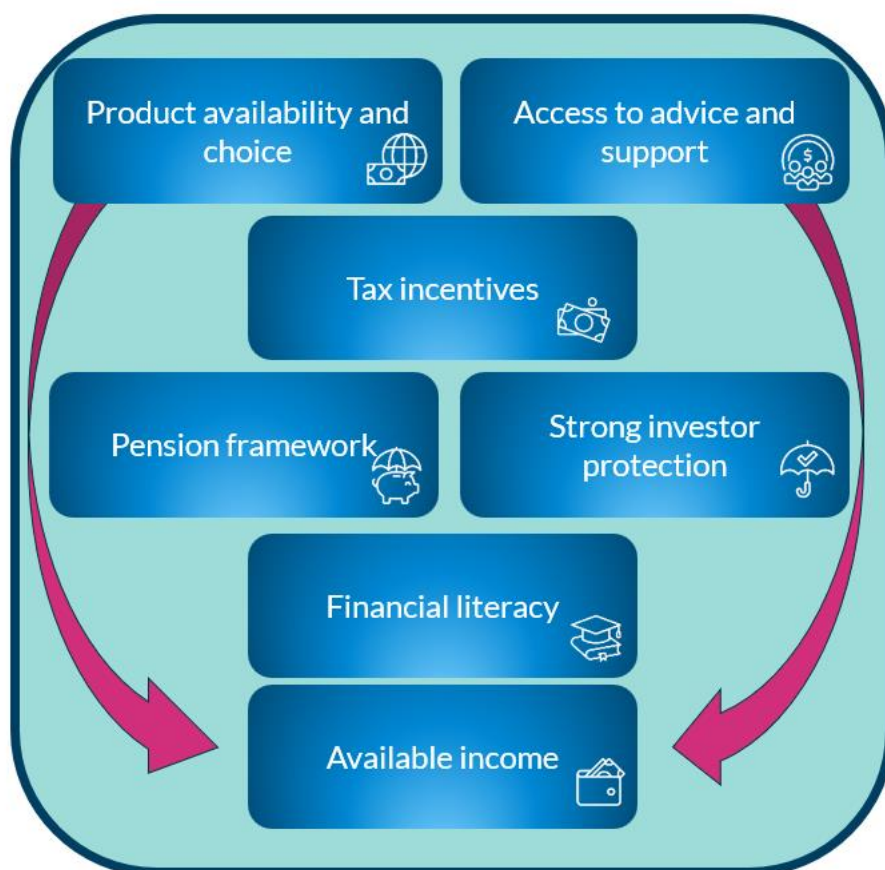 Product availability and
choice
Access to advice and
support
$
Tax incentives
Pension framework
Strong investor
protection
Financial literacy
Available income